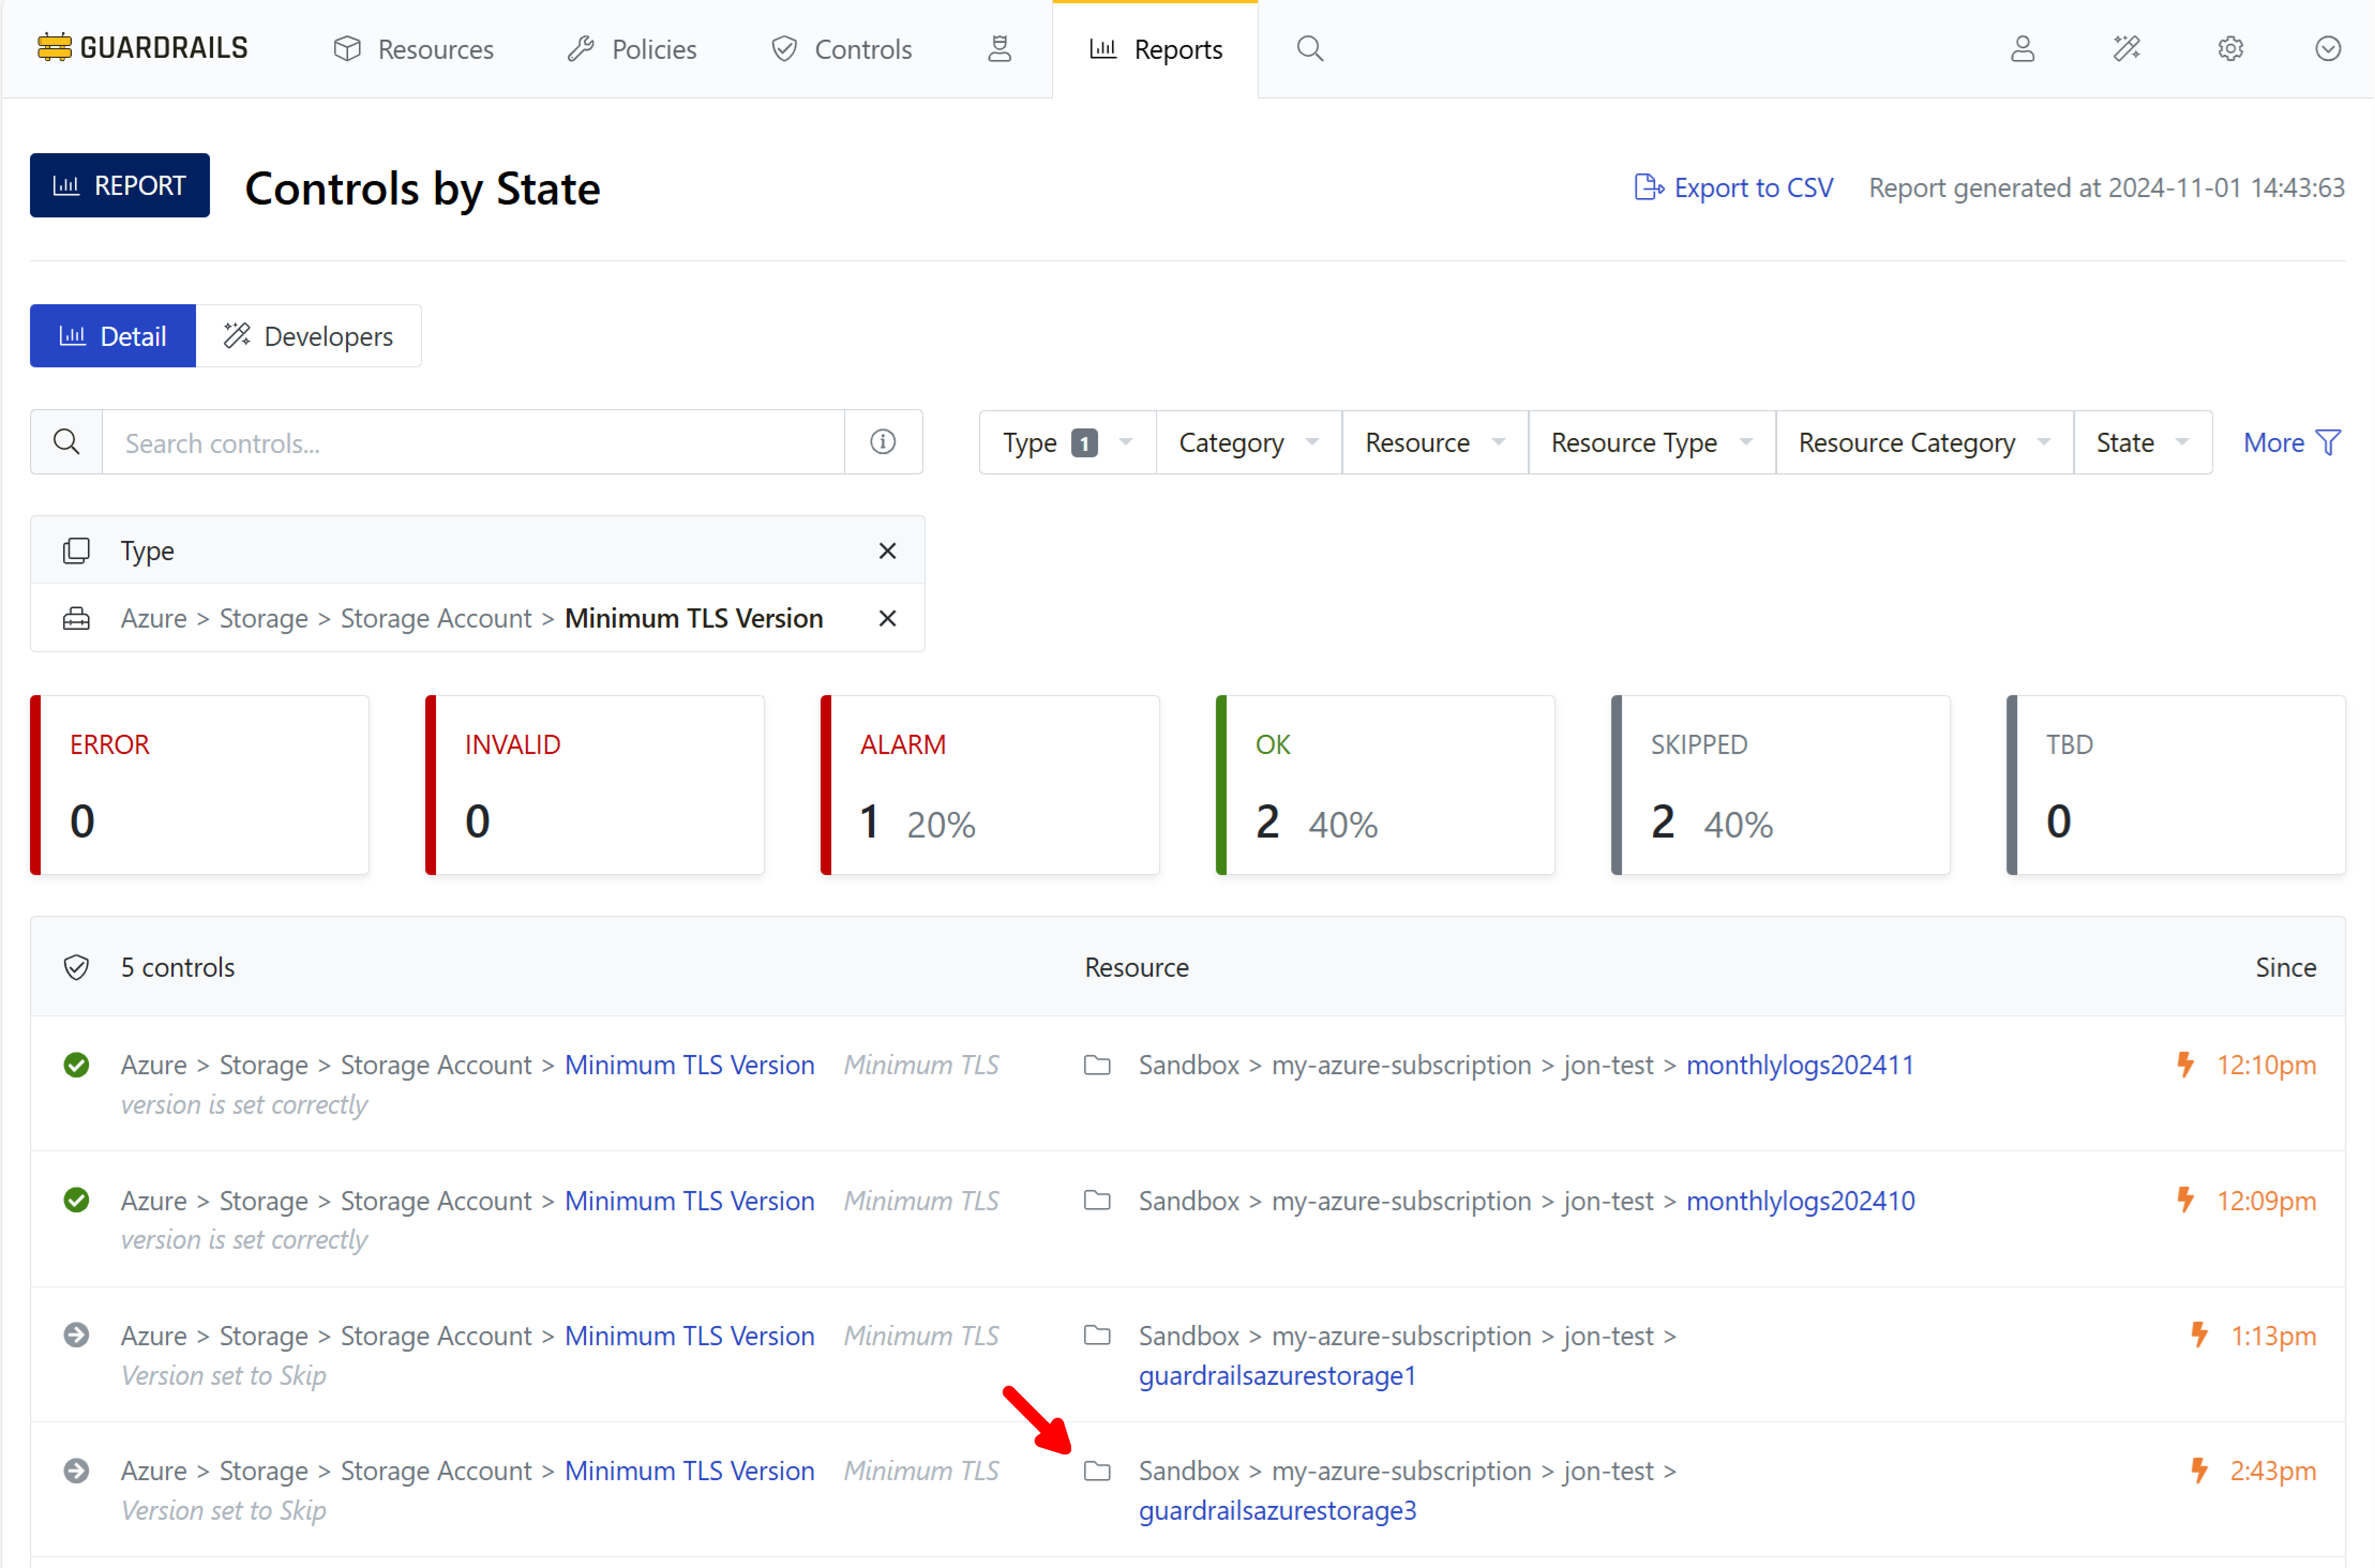 GUARDRAILS Resources Policies Controls Reports
REPORT Controls by State Export to CSV Report generated at 2024-11-01 14:43:63
Detail Developers
Search controls... Type 1 Category Resource Resource Type Resource Category State More
Type
Azure > Storage > Storage Account > Minimum TLS Version
ERROR INVALID ALARM OK SKIPPED TBD
0 0 1 20% 2 40% 2 40% 0
5 controls Resource Since
Azure > Storage > Storage Account > Minimum TLS Version Minimum TLS Sandbox > my-azure-subscription > jon-test > monthlylogs202411 12:10pm
version is set correctly
Azure > Storage > Storage Account > Minimum TLS Version Minimum TLS Sandbox > my-azure-subscription > jon-test > monthlylogs202410 12:09pm
version is set correctly
Azure > Storage > Storage Account > Minimum TLS Version Minimum TLS Sandbox > my-azure-subscription > jon-test > 1:13pm
Version set to Skip guardrailsazurestorage1
Azure > Storage > Storage Account > Minimum TLS Version Minimum TLS Sandbox > my-azure-subscription > jon-test > 2:43pm
Version set to Skip guardrailsazurestorage3